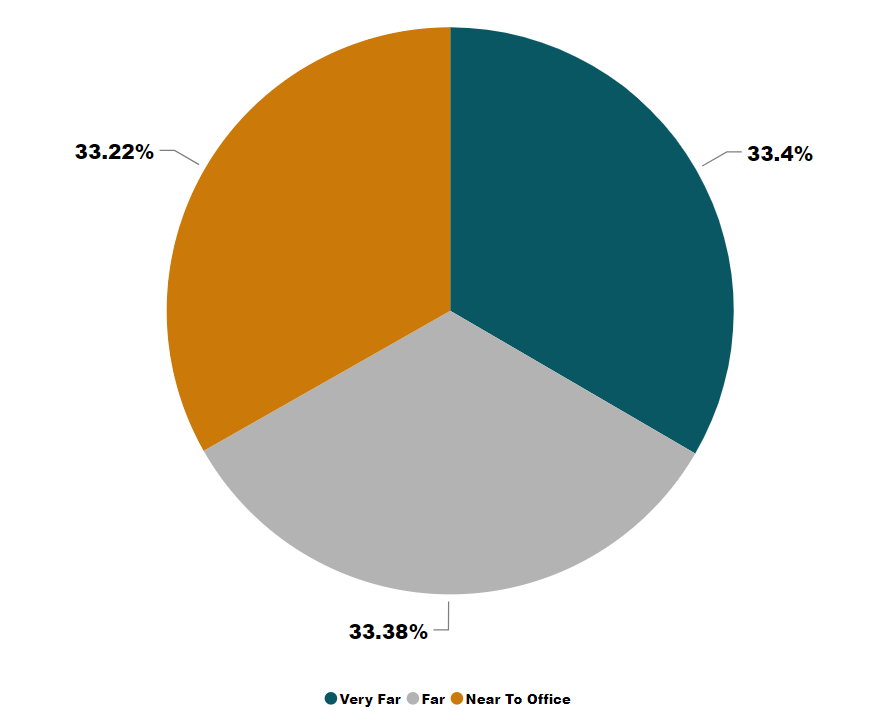 33.22%
33.4%
33.38%
Very Far Far Near To Office